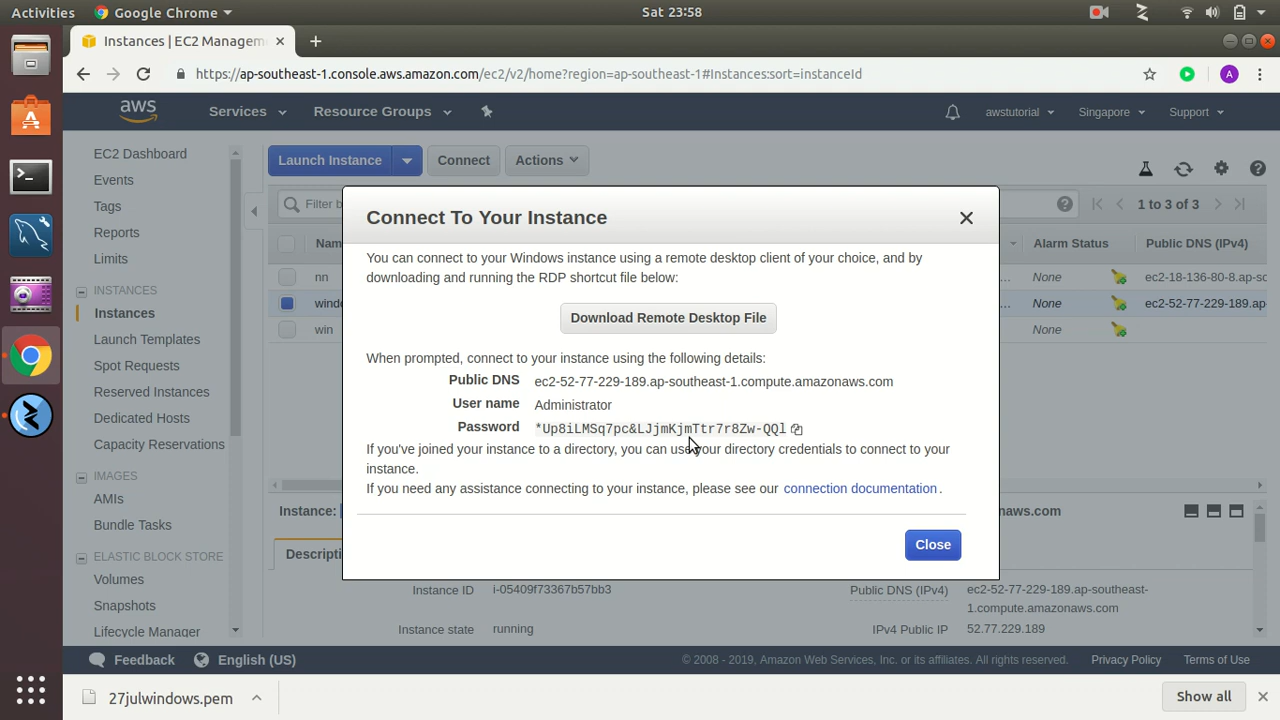 Activities
Google Chrome
Sat 23:58
Instances | EC2 Managem
https://ap-southeast-1.console.aws.amazon.com/ec2/v2/home?region=ap-southeast-1#Instances:sort=instanceId
A
aws
Services
Resource Groups
awstutorial
Singapore
Support
EC2 Dashboard
Events
Tags
Reports
Limits
INSTANCES
Instances
Launch Templates
Spot Requests
Reserved Instances
Dedicated Hosts
Capacity Reservations
IMAGES
AMIs
Bundle Tasks
ELASTIC BLOCK STORE
Volumes
Snapshots
Lifecycle Manager
Launch Instance
Connect
Actions
Filter b
1 to 3 of 3
Nam
Alarm Status
Public DNS (IPv4)
nn
... None
ec2-18-136-80-8.ap-so
windo
... None
ec2-52-77-229-189.ap-
win
None
Connect To Your Instance
You can connect to your Windows instance using a remote desktop client of your choice, and by
downloading and running the RDP shortcut file below:
Download Remote Desktop File
When prompted, connect to your instance using the following details:
Public DNS ec2-52-77-229-189.ap-southeast-1.compute.amazonaws.com
User name Administrator
Password *Up8iLMSq7pc&LJjmKjmTtr7r8Zw-QQl
If you've joined your instance to a directory, you can use your directory credentials to connect to your
instance.
If you need any assistance connecting to your instance, please see our connection documentation.
Close
Instance:
naws.com
Descripti
Instance ID i-05409f73367b57bb3
Public DNS (IPv4) ec2-52-77-229-189.ap-southeast-
1.compute.amazonaws.com
Instance state running
IPv4 Public IP 52.77.229.189
Feedback
English (US)
© 2008 - 2019, Amazon Web Services, Inc. or its affiliates. All rights reserved.
Privacy Policy
Terms of Use
27julwindows.pem
Show all